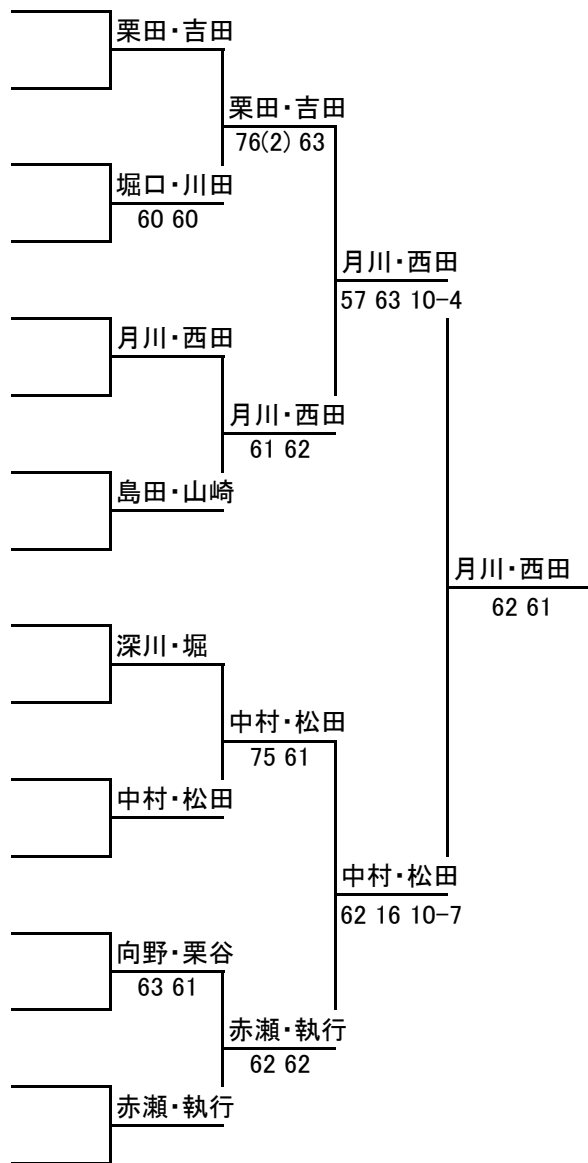 栗田・吉田
栗田・吉田
76(2) 63
堀口・川田
60 60
月川・西田
57 63 10-4
月川・西田
月川・西田
61 62
島田・山崎
月川・西田
62 61
深川・堀
中村・松田
75 61
中村・松田
中村・松田
62 16 10-7
向野・栗谷
63 61
赤瀬・執行
62 62
赤瀬・執行